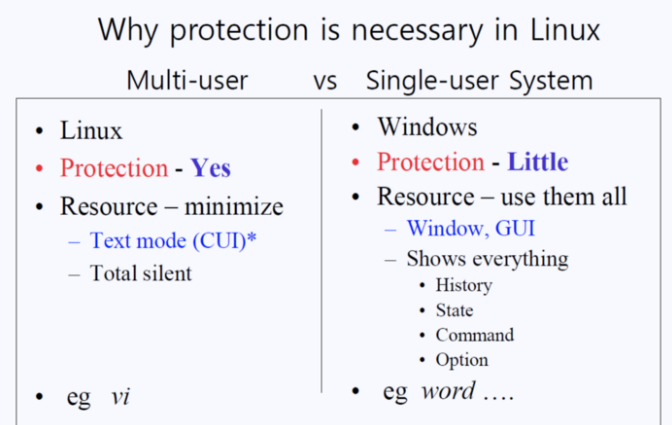 Why protection is necessary in Linux
Multi-user vs Single-user System
• Linux
• Protection - Yes
• Resource – minimize
– Text mode (CUI)*
– Total silent
• eg vi
• Windows
• Protection - Little
• Resource – use them all
– Window, GUI
– Shows everything
• History
• State
• Command
• Option
• eg word ....